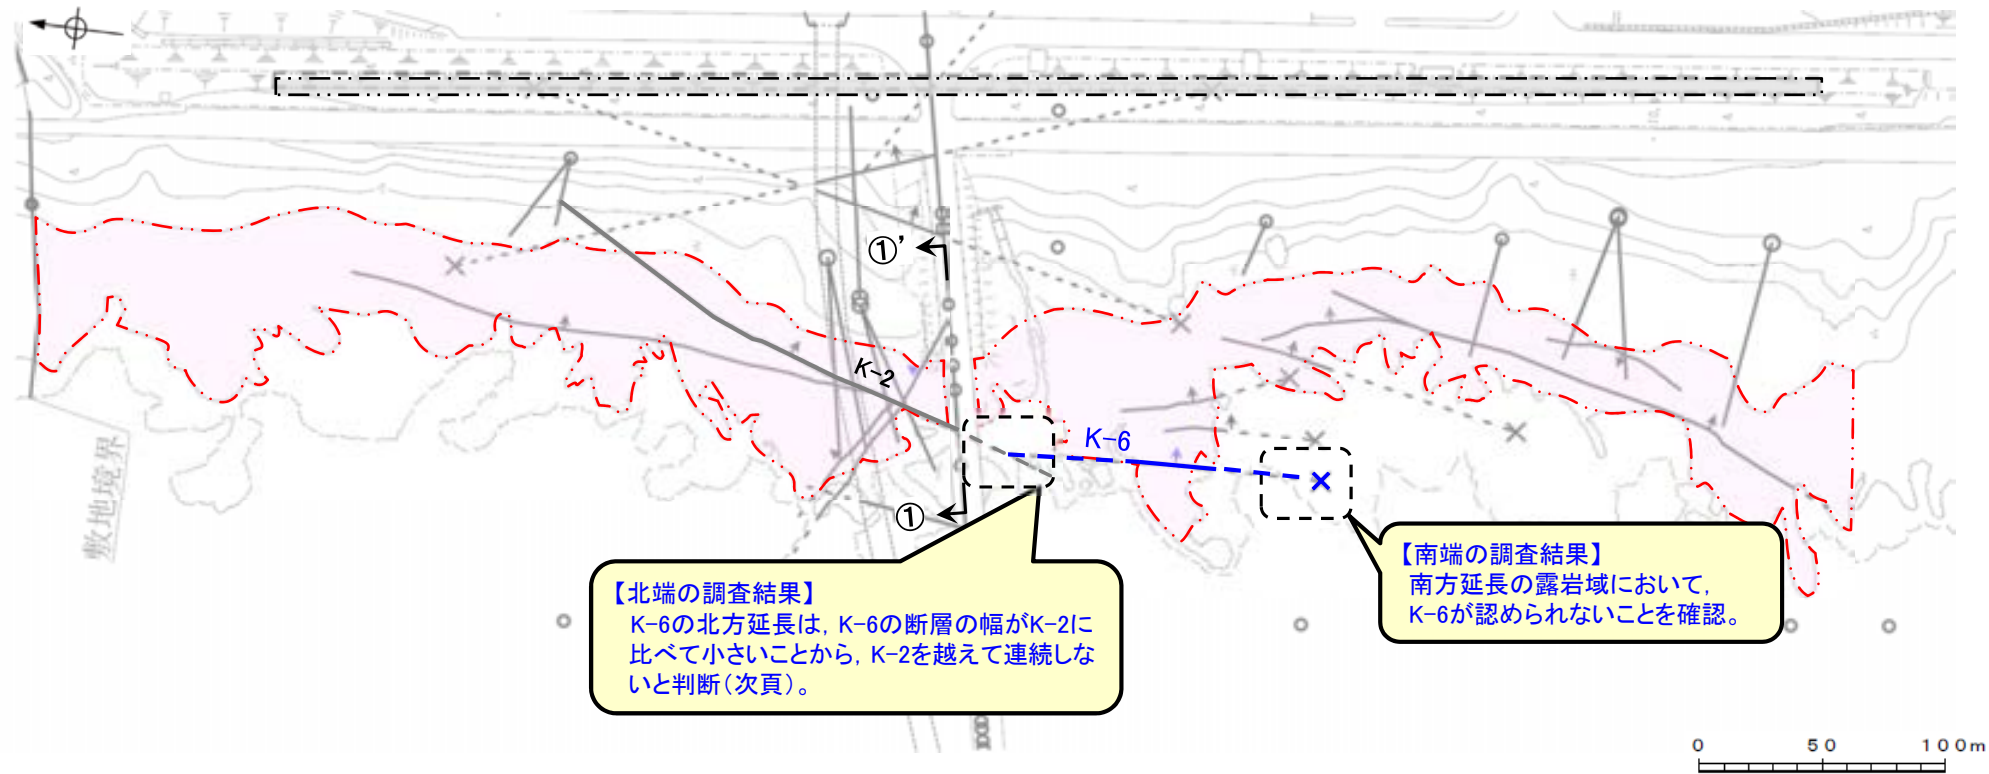 ①’
K-2
K-6
①
敷地境界
【北端の調査結果】
K-6の北方延長は，K-6の断層の幅がK-2に
比べて小さいことから，K-2を越えて連続しな
いと判断（次頁）。
【南端の調査結果】
南方延長の露岩域において，
K-6が認められないことを確認。
0 50 100m